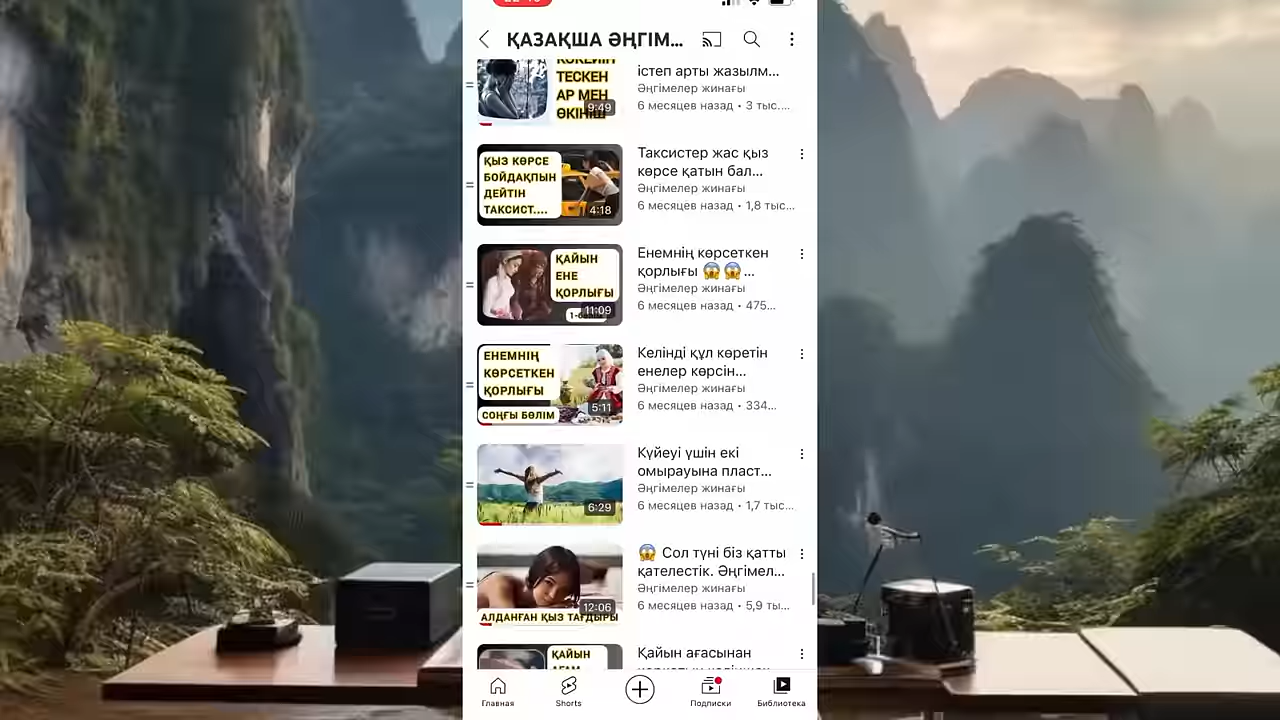 ҚАЗАҚША ӘҢГІМ...
ТЕСКЕН
АР МЕН
ӨКІНІШ
9:49
істеп арты жазылм...
Әңгімелер жинағы
6 месяцев назад • 3 тыс....
ҚЫЗ КӨРСЕ
БОЙДАҚПЫН
ДЕЙТІН
ТАКСИСТ....
4:18
Таксистер жас қыз
көрсе қатын бал...
Әңгімелер жинағы
6 месяцев назад • 1,8 тыс...
ҚАЙЫН
ЕНЕ
ҚОРЛЫҒЫ
11:09
Енемнің көрсеткен
қорлығы 😱😱...
Әңгімелер жинағы
6 месяцев назад • 475...
ЕНЕМНІҢ
КӨРСЕТКЕН
ҚОРЛЫҒЫ
СОҢҒЫ БӨЛІМ
5:11
Келінді құл көретін
енелер көрсін...
Әңгімелер жинағы
6 месяцев назад • 334...
6:29
Күйеуі үшін екі
омырауына пласт...
Әңгімелер жинағы
6 месяцев назад • 1,7 тыс...
12:06
АЛДАНҒАН ҚЫЗ ТАҒДЫРЫ
😱 Сол түні біз қатты
қателестік. Әңгімел...
Әңгімелер жинағы
6 месяцев назад • 5,9 ты...
ҚАЙЫН
Қайын ағасынан
Главная
Shorts
Подписки
Библиотека